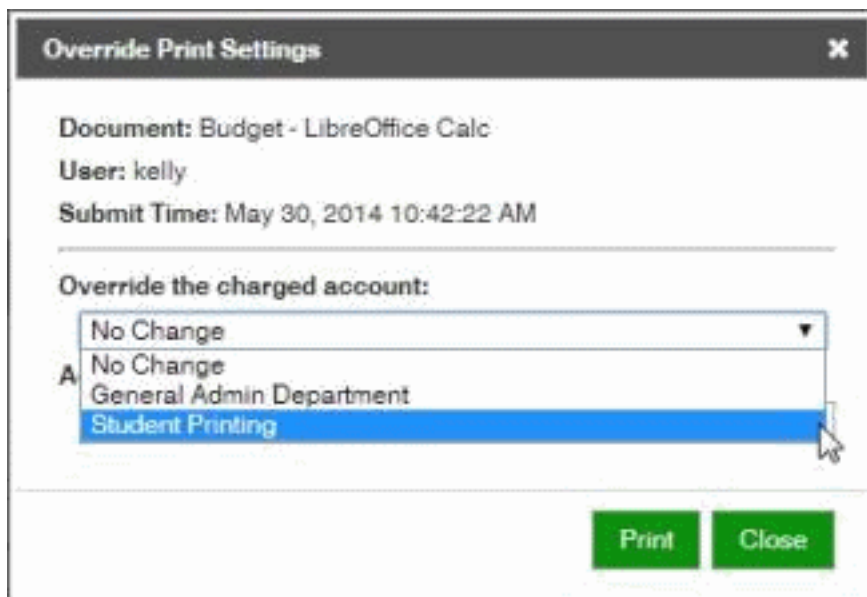 Override Print Settings
Document: Budget - LibreOffice Calc
User: kelly
Submit Time: May 30, 2014 10:42:22 AM
Override the charged account:
No Change
No Change
General Admin Department
Student Printing
Print Close